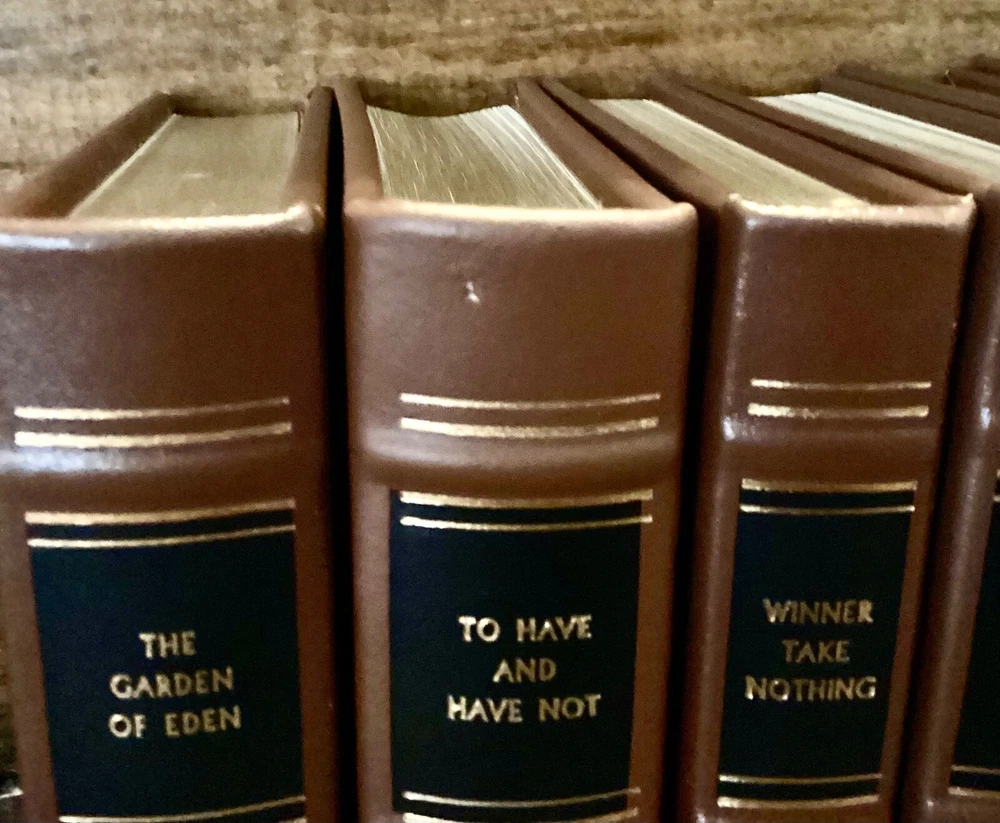 THE
GARDEN
OF EDEN
TO HAVE
AND
HAVE NOT
WINNER
TAKE
NOTHING